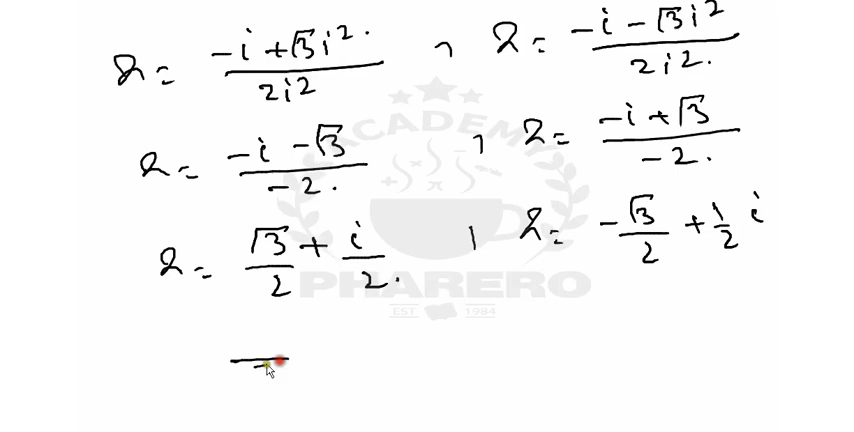 z = -i + √3 i² / 2i² , z = -i - √3 i² / 2i².
z = -i - √3 / -2. , z = -i + √3 / -2.
z = √3/2 + i/2. , z = -√3/2 + 1/2 i
ACADEMY
PHARERO
EST 1984